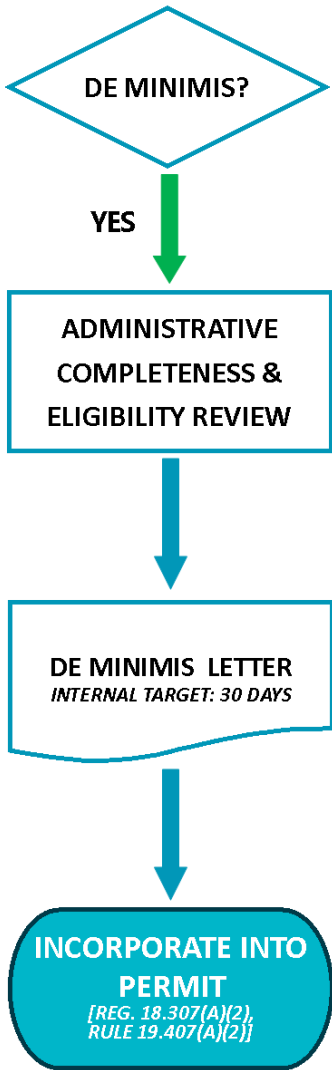 DE MINIMIS?
YES
ADMINISTRATIVE
COMPLETENESS &
ELIGIBILITY REVIEW
DE MINIMIS LETTER
INTERNAL TARGET: 30 DAYS
INCORPORATE INTO
PERMIT
[REG. 18.307(A)(2),
RULE 19.407(A)(2)]